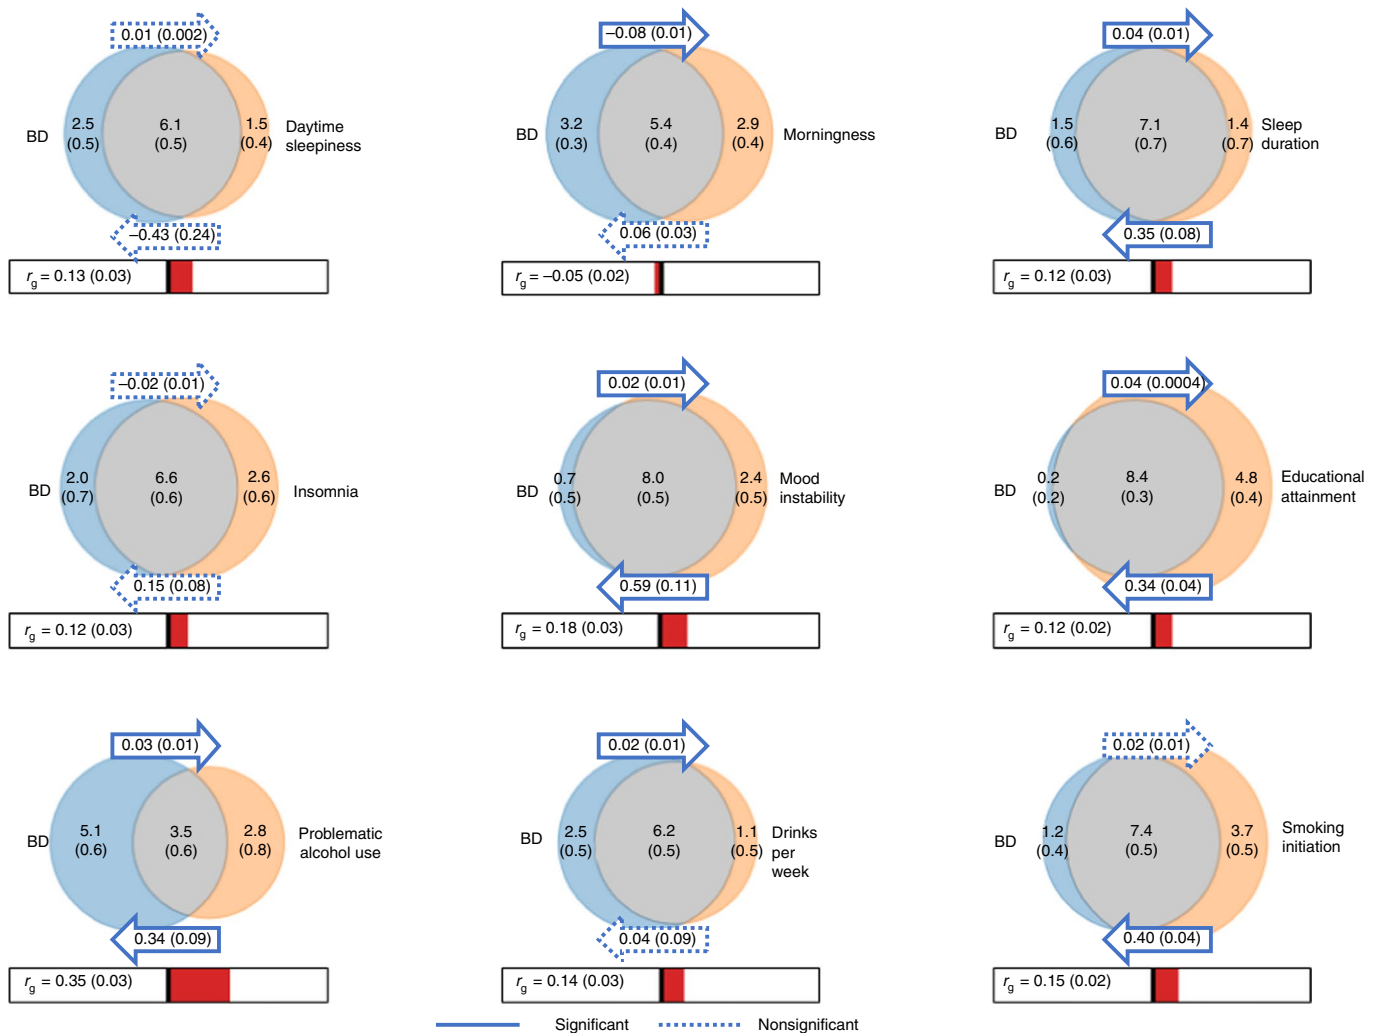 0.01 (0.002)
BD
2.5
(0.5)
6.1
(0.5)
1.5
(0.4)
Daytime
sleepiness
–0.43 (0.24)
rg = 0.13 (0.03)
–0.08 (0.01)
BD
3.2
(0.3)
5.4
(0.4)
2.9
(0.4)
Morningness
0.06 (0.03)
rg = –0.05 (0.02)
0.04 (0.01)
BD
1.5
(0.6)
7.1
(0.7)
1.4
(0.7)
Sleep
duration
0.35 (0.08)
rg = 0.12 (0.03)
–0.02 (0.01)
BD
2.0
(0.7)
6.6
(0.6)
2.6
(0.6)
Insomnia
0.15 (0.08)
rg = 0.12 (0.03)
0.02 (0.01)
BD
0.7
(0.5)
8.0
(0.5)
2.4
(0.5)
Mood
instability
0.59 (0.11)
rg = 0.18 (0.03)
0.04 (0.0004)
BD
0.2
(0.2)
8.4
(0.3)
4.8
(0.4)
Educational
attainment
0.34 (0.04)
rg = 0.12 (0.02)
0.03 (0.01)
BD
5.1
(0.6)
3.5
(0.6)
2.8
(0.8)
Problematic
alcohol use
0.34 (0.09)
rg = 0.35 (0.03)
0.02 (0.01)
BD
2.5
(0.5)
6.2
(0.5)
1.1
(0.5)
Drinks
per
week
0.04 (0.09)
rg = 0.14 (0.03)
0.02 (0.01)
BD
1.2
(0.4)
7.4
(0.5)
3.7
(0.5)
Smoking
initiation
0.40 (0.04)
rg = 0.15 (0.02)
Significant
Nonsignificant